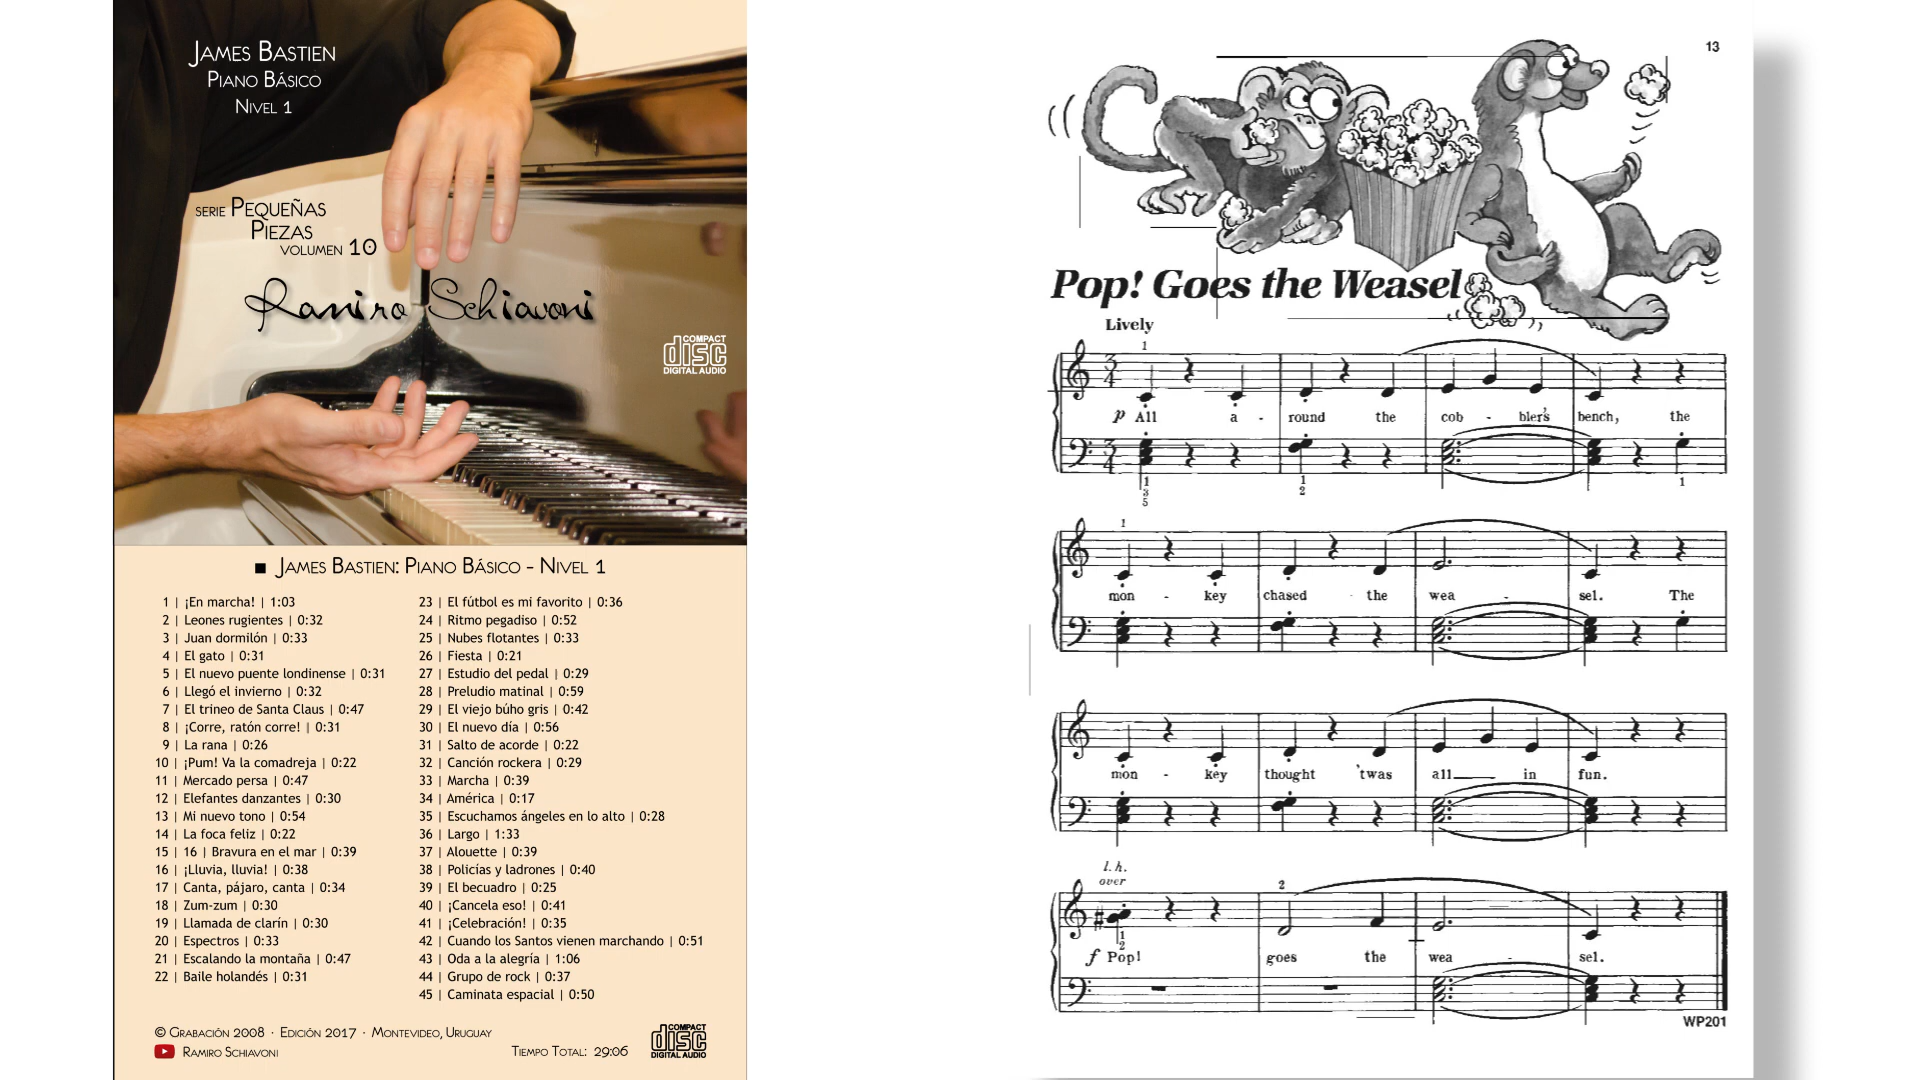 James Bastien
Piano Básico
Nivel 1
serie Pequeñas
Piezas
volumen 10
Ramiro Schiavoni
COMPACT
disc
DIGITAL AUDIO
■ James Bastien: Piano Básico - Nivel 1
1 | ¡En marcha! | 1:03
2 | Leones rugientes | 0:32
3 | Juan dormilón | 0:33
4 | El gato | 0:31
5 | El nuevo puente londinense | 0:31
6 | Llegó el invierno | 0:32
7 | El trineo de Santa Claus | 0:47
8 | ¡Corre, ratón corre! | 0:31
9 | La rana | 0:26
10 | ¡Pum! Va la comadreja | 0:22
11 | Mercado persa | 0:47
12 | Elefantes danzantes | 0:30
13 | Mi nuevo tono | 0:54
14 | La foca feliz | 0:22
15 | 16 | Bravura en el mar | 0:39
16 | ¡Lluvia, lluvia! | 0:38
17 | Canta, pájaro, canta | 0:34
18 | Zum-zum | 0:30
19 | Llamada de clarín | 0:30
20 | Espectros | 0:33
21 | Escalando la montaña | 0:47
22 | Baile holandés | 0:31
23 | El fútbol es mi favorito | 0:36
24 | Ritmo pegadiso | 0:52
25 | Nubes flotantes | 0:33
26 | Fiesta | 0:21
27 | Estudio del pedal | 0:29
28 | Preludio matinal | 0:59
29 | El viejo búho gris | 0:42
30 | El nuevo día | 0:56
31 | Salto de acorde | 0:22
32 | Canción rockera | 0:29
33 | Marcha | 0:39
34 | América | 0:17
35 | Escuchamos ángeles en lo alto | 0:28
36 | Largo | 1:33
37 | Alouette | 0:39
38 | Policías y ladrones | 0:40
39 | El becuadro | 0:25
40 | ¡Cancela eso! | 0:41
41 | ¡Celebración! | 0:35
42 | Cuando los Santos vienen marchando | 0:51
43 | Oda a la alegría | 1:06
44 | Grupo de rock | 0:37
45 | Caminata espacial | 0:50
© Grabación 2008 · Edición 2017 · Montevideo, Uruguay
Ramiro Schiavoni
Tiempo Total: 29:06
COMPACT
disc
DIGITAL AUDIO
13
Pop! Goes the Weasel
Lively
1
3
4
p All a - round the cob - bler's bench, the
3
4
1
3
5
1
2
1
1
mon - key chased the wea - sel. The
mon - key thought 'twas all in fun.
l.h.
over
2
1
2
f Pop! goes the wea - sel.
WP201